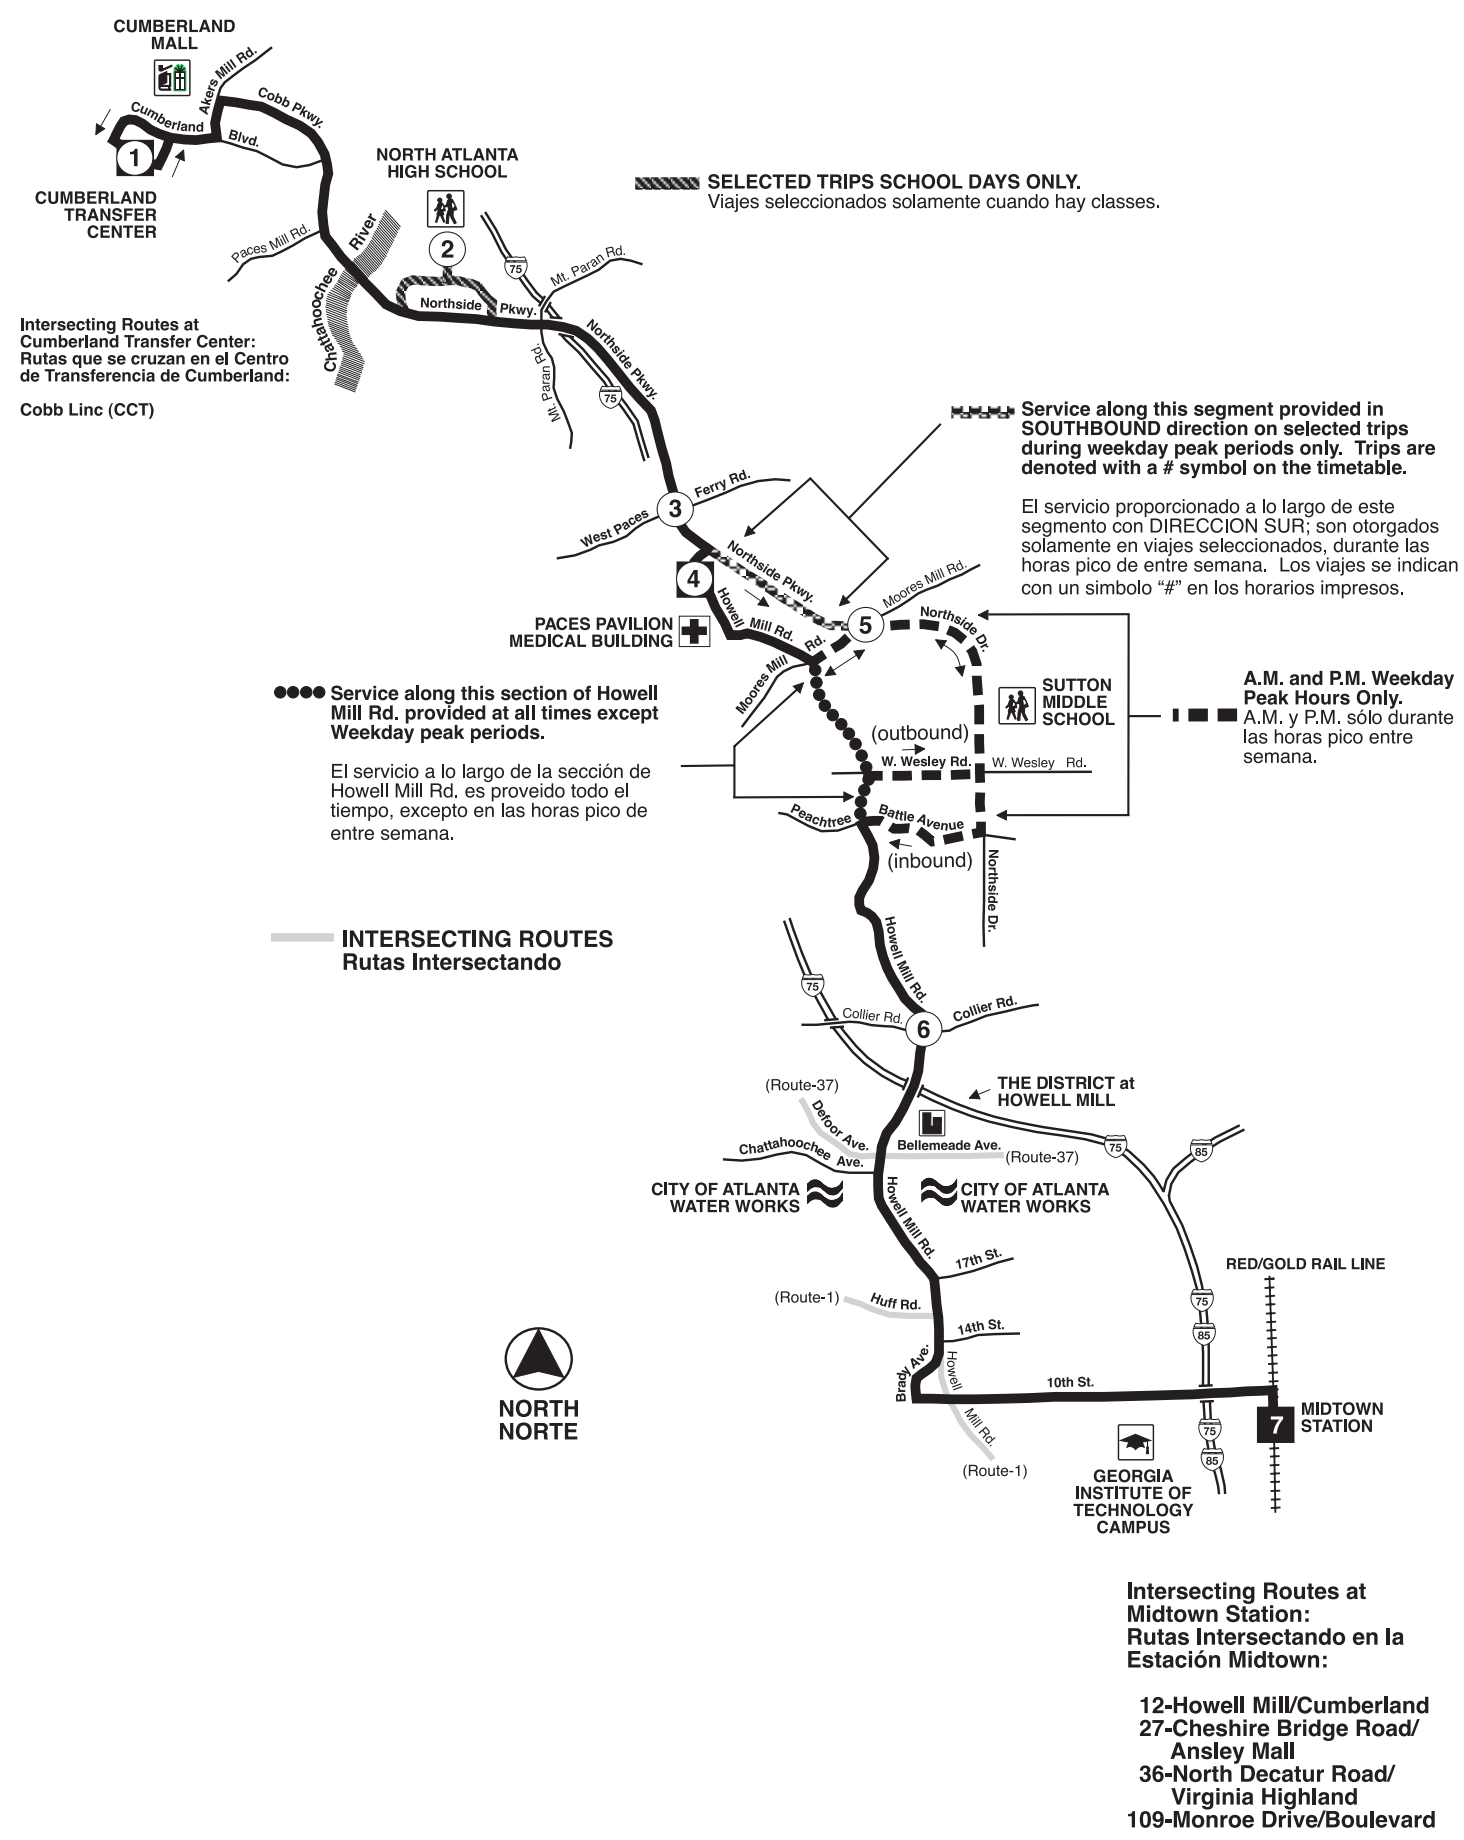 CUMBERLAND
MALL
Akers Mill Rd.
Cobb Pkwy.
Cumberland
Blvd.
1
CUMBERLAND
TRANSFER
CENTER
NORTH ATLANTA
HIGH SCHOOL
2
SELECTED TRIPS SCHOOL DAYS ONLY.
Viajes seleccionados solamente cuando hay classes.
Paces Mill Rd.
Chattahoochee River
75
Mt. Paran Rd.
Northside Pkwy.
Northside Pkwy.
Mt. Paran Rd.
75
Intersecting Routes at
Cumberland Transfer Center:
Rutas que se cruzan en el Centro
de Transferencia de Cumberland:
Cobb Linc (CCT)
Service along this segment provided in
SOUTHBOUND direction on selected trips
during weekday peak periods only. Trips are
denoted with a # symbol on the timetable.
El servicio proporcionado a lo largo de este
segmento con DIRECCION SUR; son otorgados
solamente en viajes seleccionados, durante las
horas pico de entre semana. Los viajes se indican
con un simbolo “#” en los horarios impresos.
West Paces
3
Ferry Rd.
Northside Pkwy.
4
Howell
Mill Rd.
PACES PAVILION
MEDICAL BUILDING
5
Moores Mill Rd.
Northside Dr.
Moores Mill Rd.
SUTTON
MIDDLE
SCHOOL
A.M. and P.M. Weekday
Peak Hours Only.
A.M. y P.M. sólo durante
las horas pico entre
semana.
Service along this section of Howell
Mill Rd. provided at all times except
Weekday peak periods.
El servicio a lo largo de la sección de
Howell Mill Rd. es proveido todo el
tiempo, excepto en las horas pico de
entre semana.
(outbound)
W. Wesley Rd.
W. Wesley Rd.
Peachtree
Battle Avenue
(inbound)
Northside Dr.
INTERSECTING ROUTES
Rutas Intersectando
Howell Mill Rd.
75
Collier Rd.
6
Collier Rd.
THE DISTRICT at
HOWELL MILL
(Route-37)
Defoor Ave.
Bellemeade Ave.
(Route-37)
Chattahoochee Ave.
75
85
CITY OF ATLANTA
WATER WORKS
CITY OF ATLANTA
WATER WORKS
Howell Mill Rd.
17th St.
RED/GOLD RAIL LINE
(Route-1)
Huff Rd.
75
14th St.
85
Brady Ave.
Howell
Mill Rd.
10th St.
(Route-1)
7
MIDTOWN
STATION
75
85
GEORGIA
INSTITUTE OF
TECHNOLOGY
CAMPUS
NORTH
NORTE
Intersecting Routes at
Midtown Station:
Rutas Intersectando en la
Estación Midtown:
12-Howell Mill/Cumberland
27-Cheshire Bridge Road/
Ansley Mall
36-North Decatur Road/
Virginia Highland
109-Monroe Drive/Boulevard